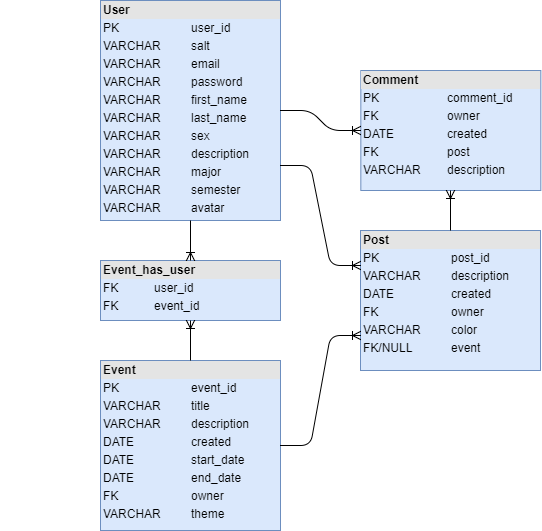 User
PK user_id
VARCHAR salt
VARCHAR email
VARCHAR password
VARCHAR first_name
VARCHAR last_name
VARCHAR sex
VARCHAR description
VARCHAR major
VARCHAR semester
VARCHAR avatar
Comment
PK comment_id
FK owner
DATE created
FK post
VARCHAR description
Event_has_user
FK user_id
FK event_id
Post
PK post_id
VARCHAR description
DATE created
FK owner
VARCHAR color
FK/NULL event
Event
PK event_id
VARCHAR title
VARCHAR description
DATE created
DATE start_date
DATE end_date
FK owner
VARCHAR theme